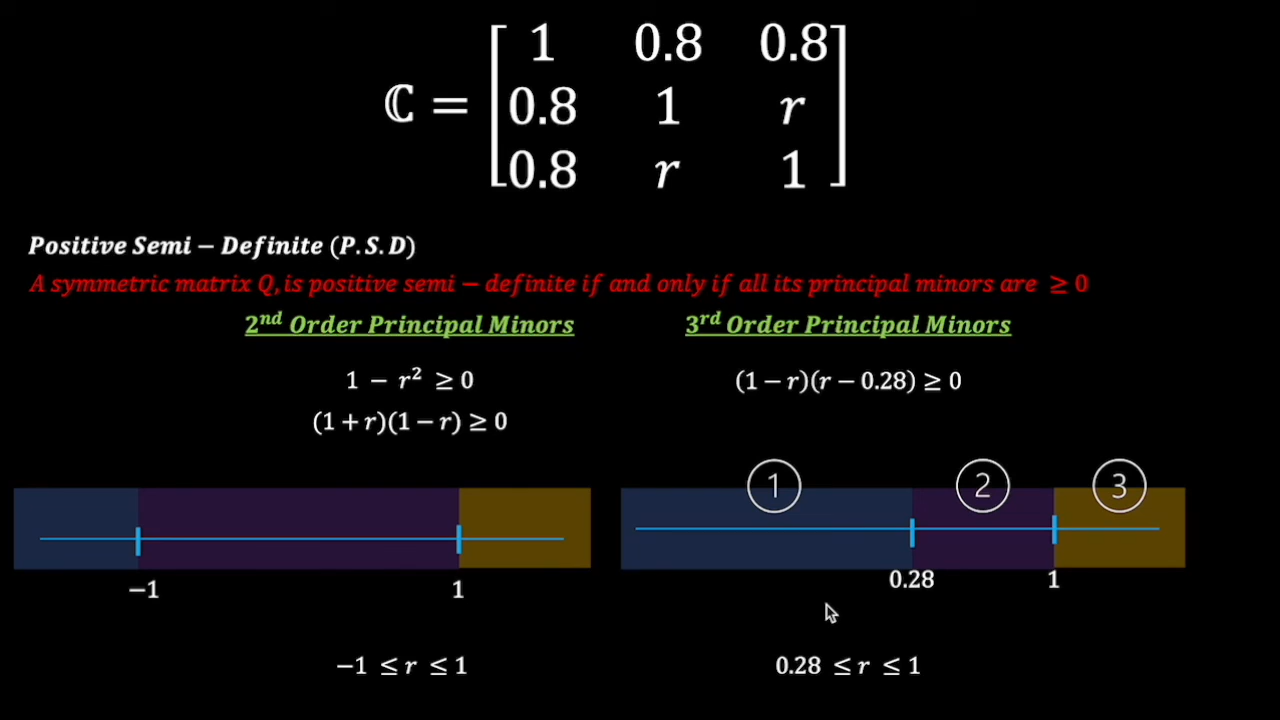 ℂ = [1 0.8 0.8
0.8 1 r
0.8 r 1]
Positive Semi − Definite (P.S.D)
A symmetric matrix Q, is positive semi − definite if and only if all its principal minors are ≥ 0
2nd Order Principal Minors
3rd Order Principal Minors
1 − r² ≥ 0
(1 + r)(1 − r) ≥ 0
(1 − r)(r − 0.28) ≥ 0
−1 1
−1 ≤ r ≤ 1
1 2 3
0.28 1
0.28 ≤ r ≤ 1